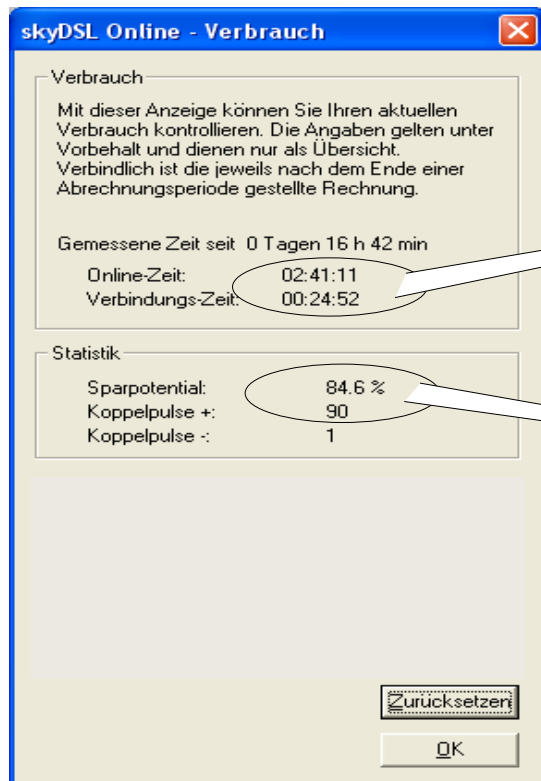 skyDSL Online - Verbrauch
Verbrauch
Mit dieser Anzeige können Sie Ihren aktuellen
Verbrauch kontrollieren. Die Angaben gelten unter
Vorbehalt und dienen nur als Übersicht.
Verbindlich ist die jeweils nach dem Ende einer
Abrechnungsperiode gestellte Rechnung.
Gemessene Zeit seit 0 Tagen 16 h 42 min
Online-Zeit: 02:41:11
Verbindungs-Zeit: 00:24:52
Statistik
Sparpotential: 84.6 %
Koppelpulse +: 90
Koppelpulse -: 1
Zurücksetzen
OK